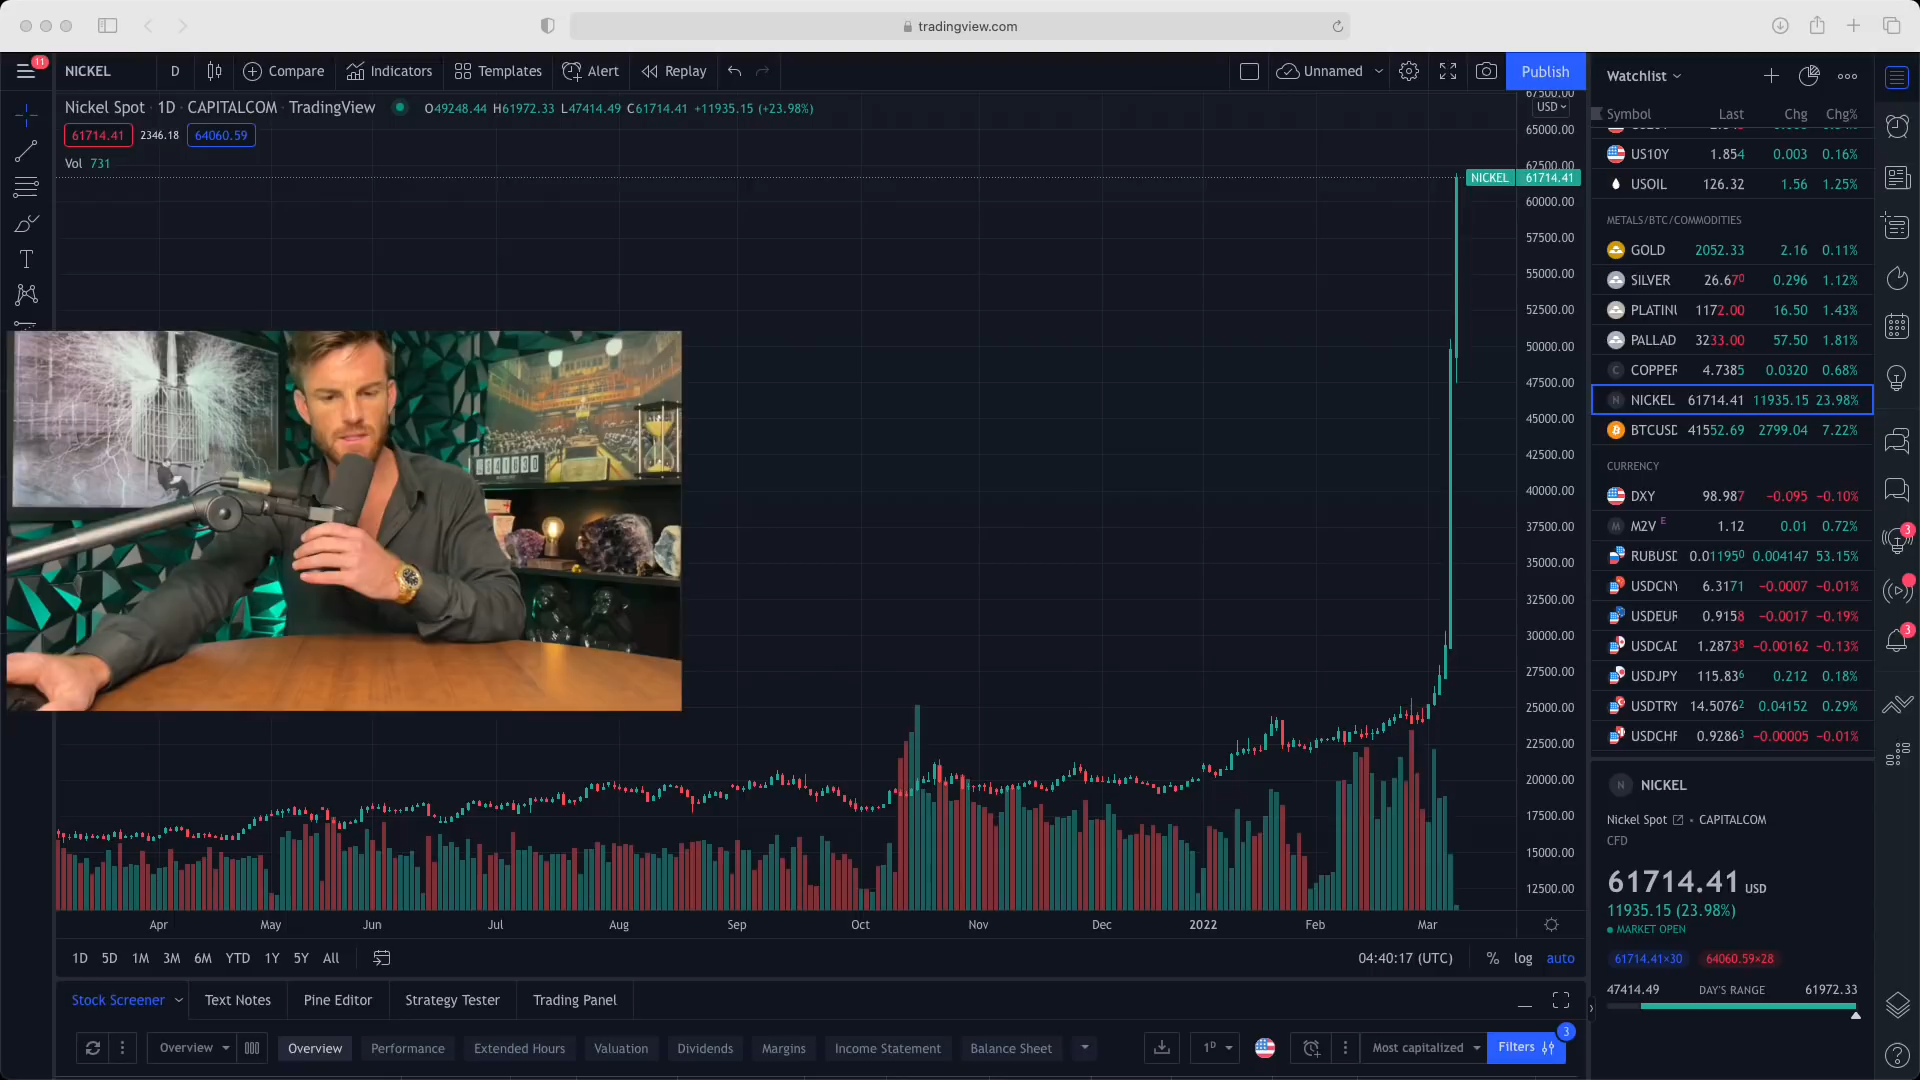 tradingview.com
11
NICKEL D Compare Indicators Templates Alert Replay Unnamed Publish
Nickel Spot · 1D · CAPITALCOM · TradingView O49248.44 H61972.33 L47414.49 C61714.41 +11935.15 (+23.98%)
61714.41 2346.18 64060.59
Vol 731
67500.00
USD
65000.00
62500.00
NICKEL 61714.41
60000.00
57500.00
55000.00
52500.00
50000.00
47500.00
45000.00
42500.00
40000.00
37500.00
35000.00
32500.00
30000.00
27500.00
25000.00
22500.00
20000.00
17500.00
15000.00
12500.00
Apr May Jun Jul Aug Sep Oct Nov Dec 2022 Feb Mar
1D 5D 1M 3M 6M YTD 1Y 5Y All 04:40:17 (UTC) % log auto
Stock Screener Text Notes Pine Editor Strategy Tester Trading Panel
Overview Overview Performance Extended Hours Valuation Dividends Margins Income Statement Balance Sheet 1D Most capitalized Filters 3
Watchlist
Symbol Last Chg Chg%
US10Y 1.854 0.003 0.16%
USOIL 126.32 1.56 1.25%
METALS/BTC/COMMODITIES
GOLD 2052.33 2.16 0.11%
SILVER 26.670 0.296 1.12%
PLATINU 1172.00 16.50 1.43%
PALLAD 3233.00 57.50 1.81%
C COPPER 4.7385 0.0320 0.68%
N NICKEL 61714.41 11935.15 23.98%
BTCUSD 41552.69 2799.04 7.22%
CURRENCY
DXY 98.987 −0.095 −0.10%
M M2V E 1.12 0.01 0.72%
RUBUSD 0.011950 0.004147 53.15%
USDCNY 6.3171 −0.0007 −0.01%
USDEUR 0.9158 −0.0017 −0.19%
USDCAD 1.28738 −0.00162 −0.13%
USDJPY 115.836 0.212 0.18%
USDTRY 14.50762 0.04152 0.29%
USDCHF 0.92863 −0.00005 −0.01%
N NICKEL
Nickel Spot • CAPITALCOM
CFD
61714.41 USD
11935.15 (23.98%)
MARKET OPEN
61714.41×30 64060.59×28
47414.49 DAY'S RANGE 61972.33
3
3